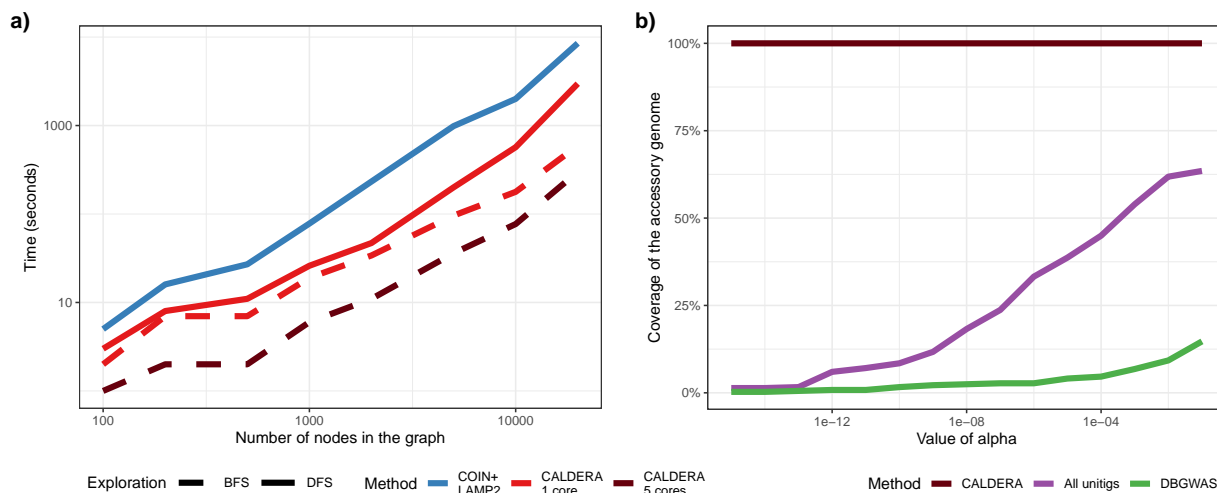 a)
1000
10
Time (seconds)
100
1000
10000
Number of nodes in the graph
Exploration
BFS
DFS
Method
COIN+
LAMP2
CALDERA
1 core
CALDERA
5 cores
b)
100%
75%
50%
25%
0%
Coverage of the accessory genome
1e−12
1e−08
1e−04
Value of alpha
Method
CALDERA
All unitigs
DBGWAS